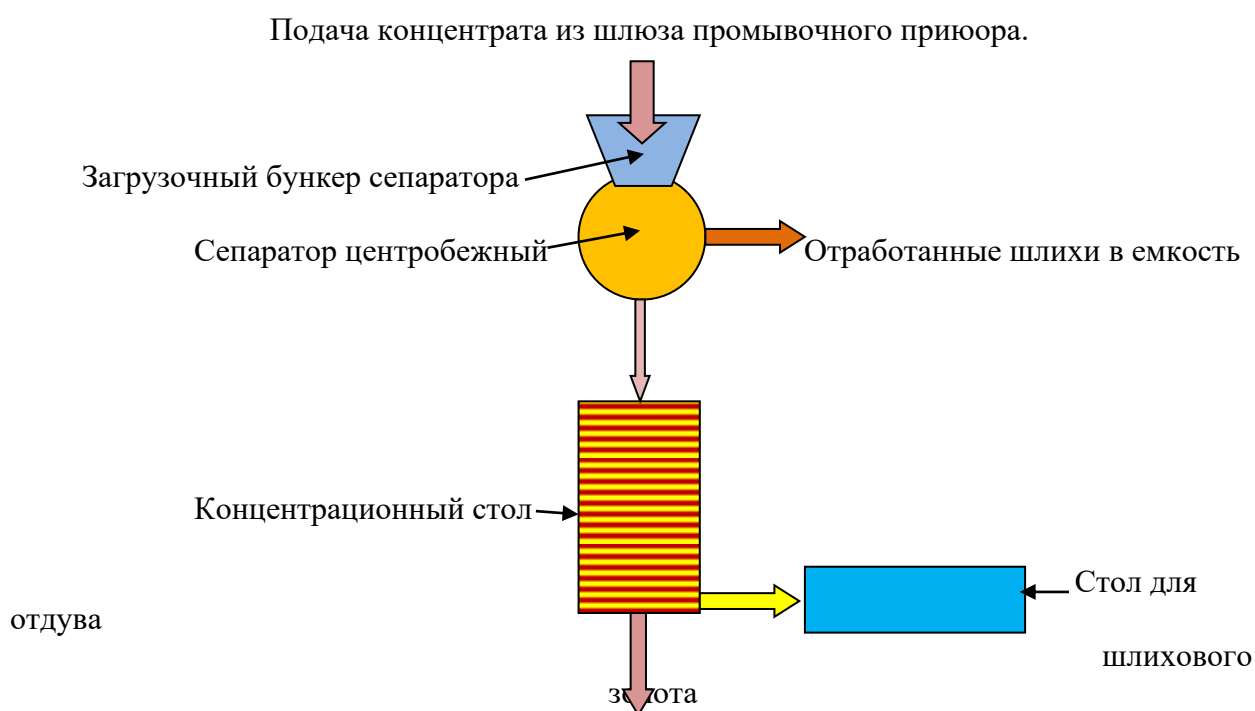 Подача концентрата из шлюза промывочного приюора.
Загрузочный бункер сепаратора
Сепаратор центробежный
Отработанные шлихи в емкость
Концентрационный стол
Стол для
отдува
шлихового
золота